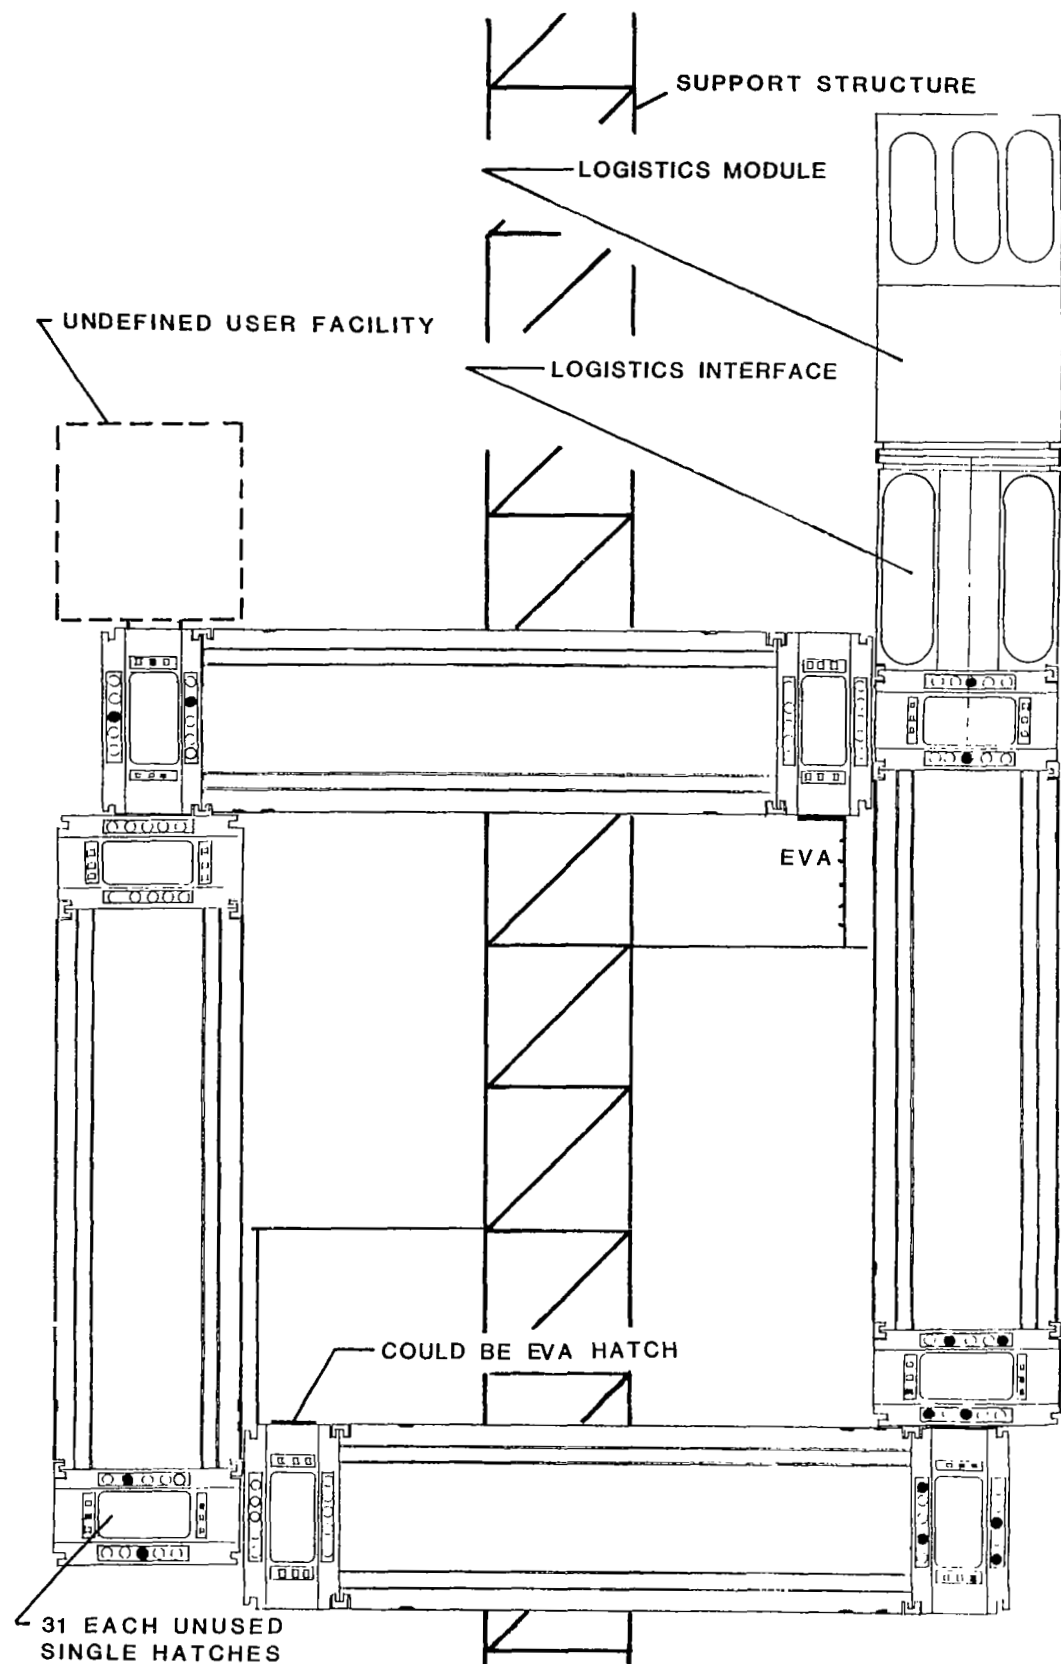 SUPPORT STRUCTURE
LOGISTICS MODULE
UNDEFINED USER FACILITY
LOGISTICS INTERFACE
EVA
COULD BE EVA HATCH
31 EACH UNUSED
SINGLE HATCHES